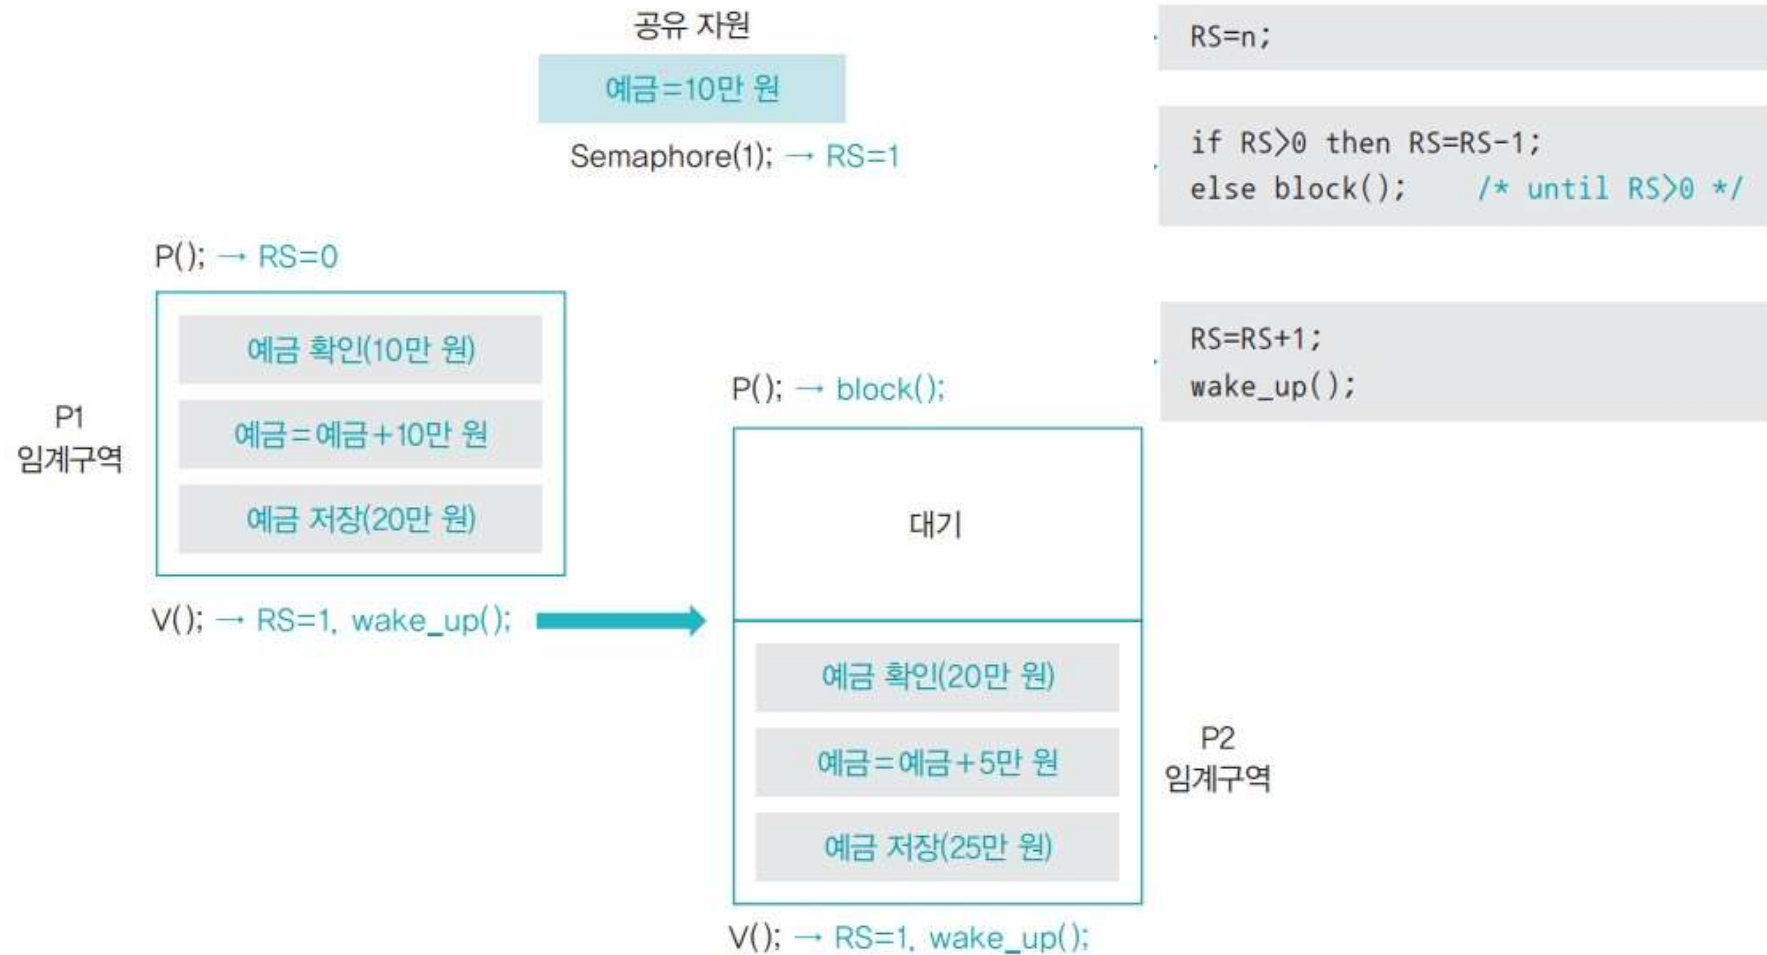 공유 자원
예금=10만 원
Semaphore(1); → RS=1
RS=n;
if RS>0 then RS=RS-1;
else block(); /* until RS>0 */
RS=RS+1;
wake_up();
P(); → RS=0
P1
임계구역
예금 확인(10만 원)
예금=예금+10만 원
예금 저장(20만 원)
V(); → RS=1, wake_up();
P(); → block();
대기
예금 확인(20만 원)
예금=예금+5만 원
예금 저장(25만 원)
P2
임계구역
V(); → RS=1, wake_up();